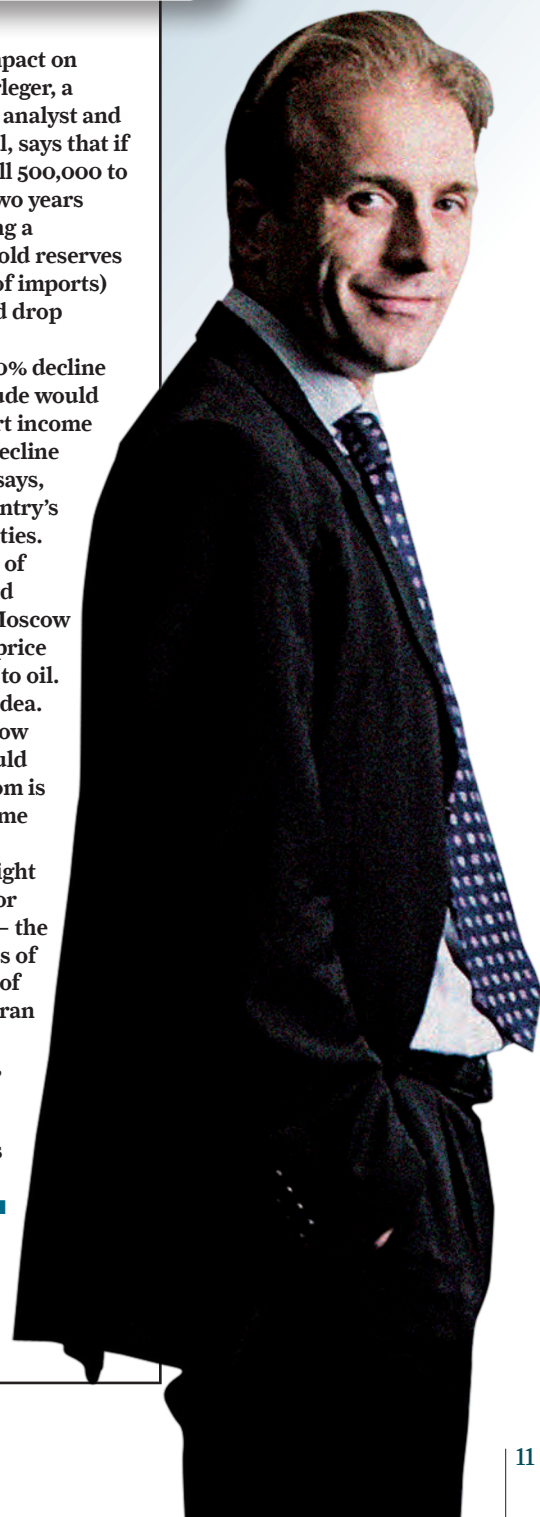 mpact on
leger, a
analyst and
l, says that if
ll 500,000 to
wo years
ng a
old reserves
of imports)
d drop
0% decline
ude would
rt income
ecline
says,
ntry's
ties.
of
d
Moscow
price
to oil.
dea.
ow
uld
om is
me
ight
or
– the
s of
of
ran
,
s
11